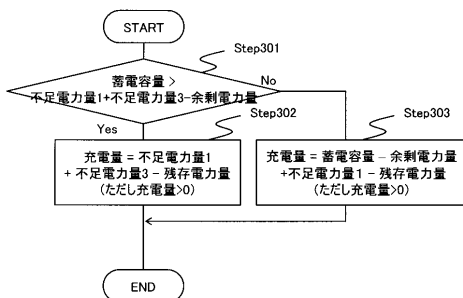 START
Step301
蓄電容量 >
不足電力量1+不足電力量3-余剰電力量
No
Yes
Step302
Step303
充電量 = 不足電力量1
+ 不足電力量3 - 残存電力量
(ただし充電量>0)
充電量 = 蓄電容量 - 余剰電力量
+不足電力量1 - 残存電力量
(ただし充電量>0)
END